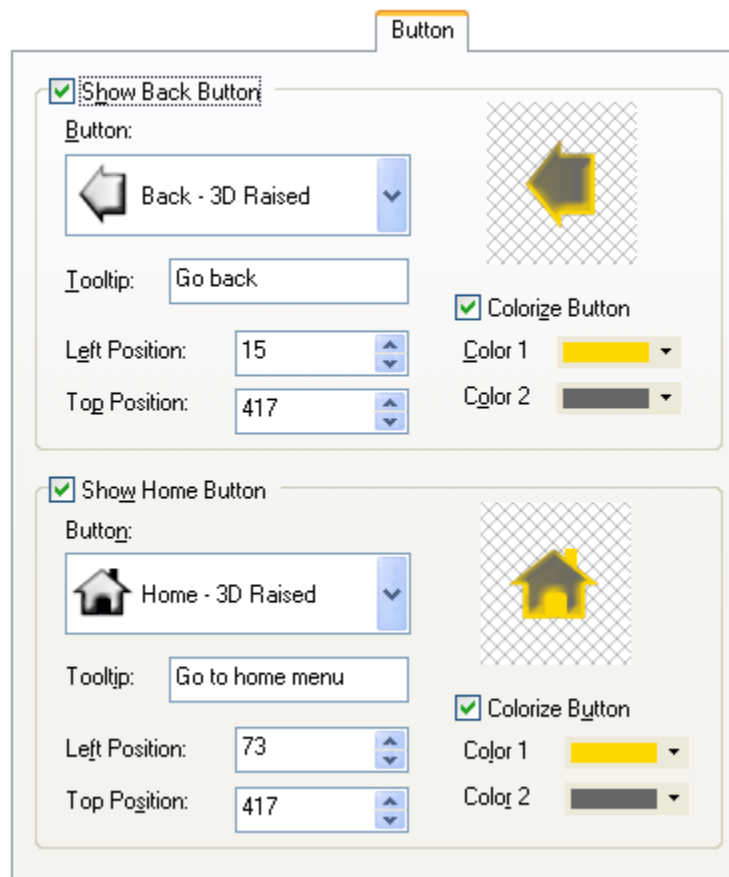 Button
Show Back Button
Button:
Back - 3D Raised
Tooltip: Go back
Colorize Button
Left Position: 15
Color 1
Top Position: 417
Color 2
Show Home Button
Button:
Home - 3D Raised
Tooltip: Go to home menu
Colorize Button
Left Position: 73
Color 1
Top Position: 417
Color 2